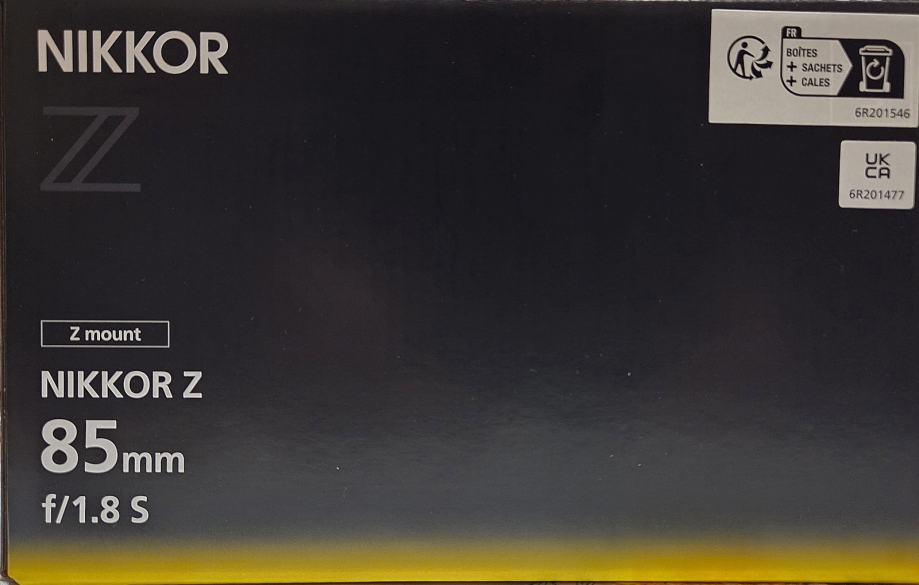 NIKKOR
Z
FR
BOÎTES
+ SACHETS
+ CALES
6R201546
UK
CA
6R201477
Z mount
NIKKOR Z
85mm
f/1.8 S